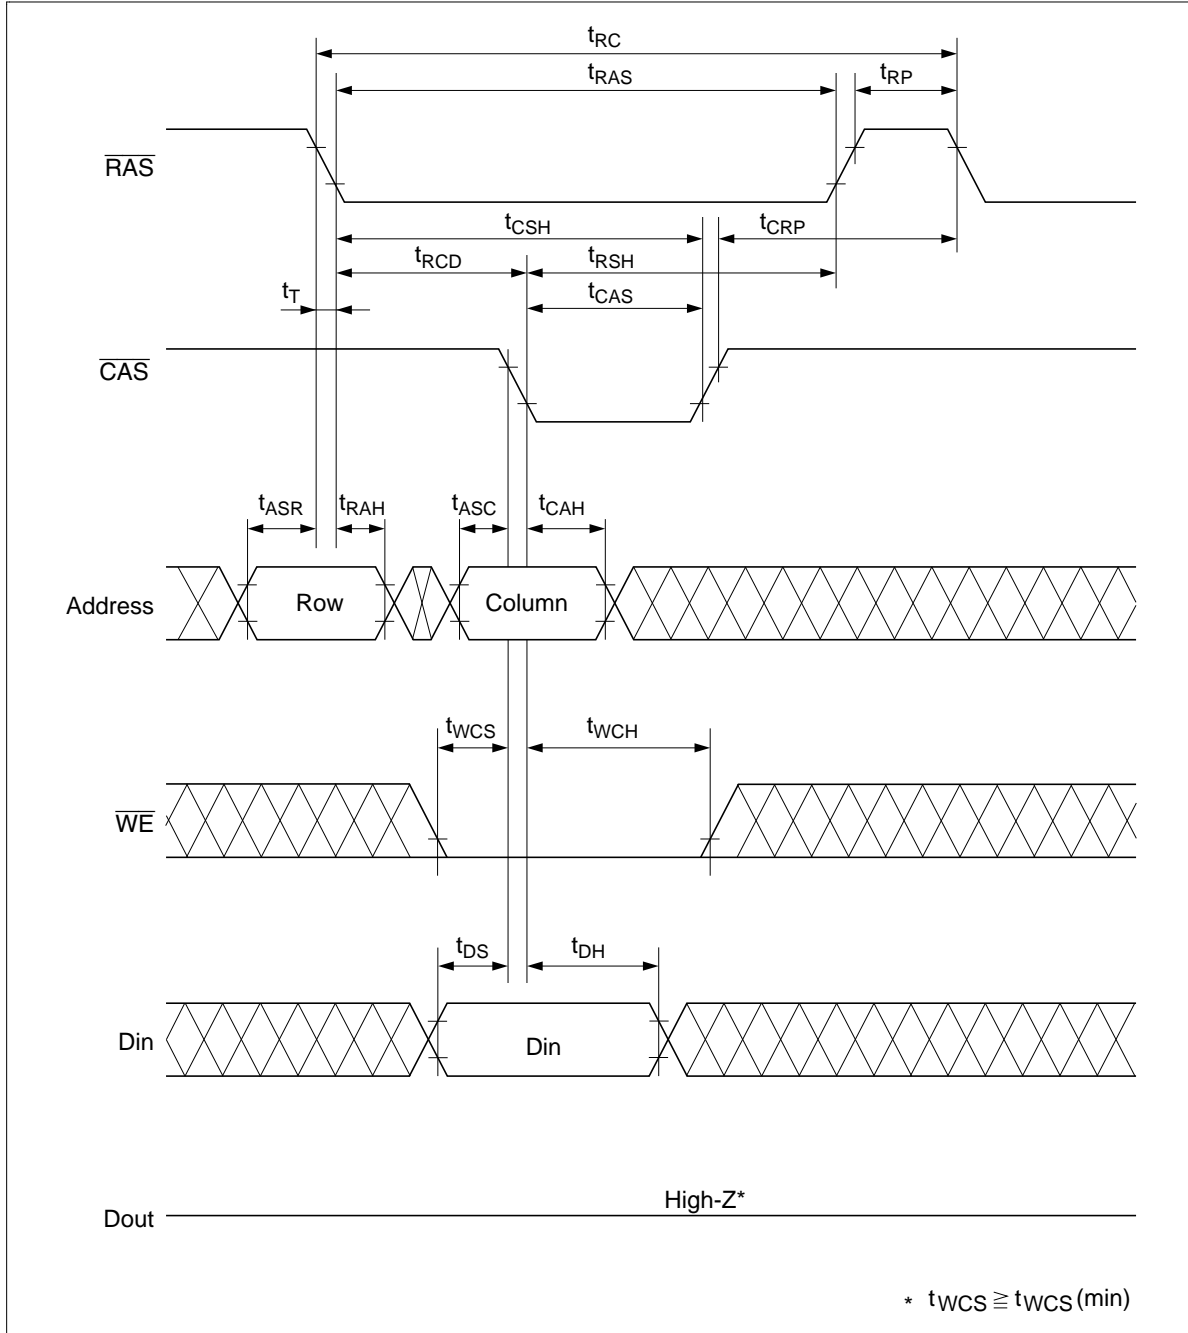 tRC
tRAS
tRP
RAS
tCSH
tCRP
tRCD
tRSH
tT
tCAS
CAS
tASR
tRAH
tASC
tCAH
Address
Row
Column
tWCS
tWCH
WE
tDS
tDH
Din
Din
High-Z*
Dout
* tWCS ≧ tWCS (min)